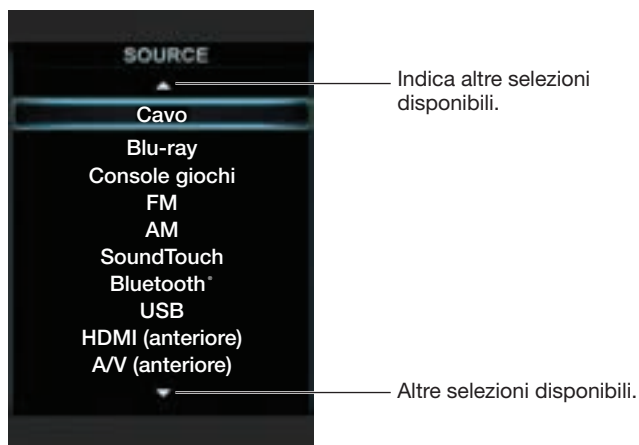 SOURCE
Indica altre selezioni
disponibili.
Cavo
Blu-ray
Console giochi
FM
AM
SoundTouch
Bluetooth®
USB
HDMI (anteriore)
A/V (anteriore)
Altre selezioni disponibili.